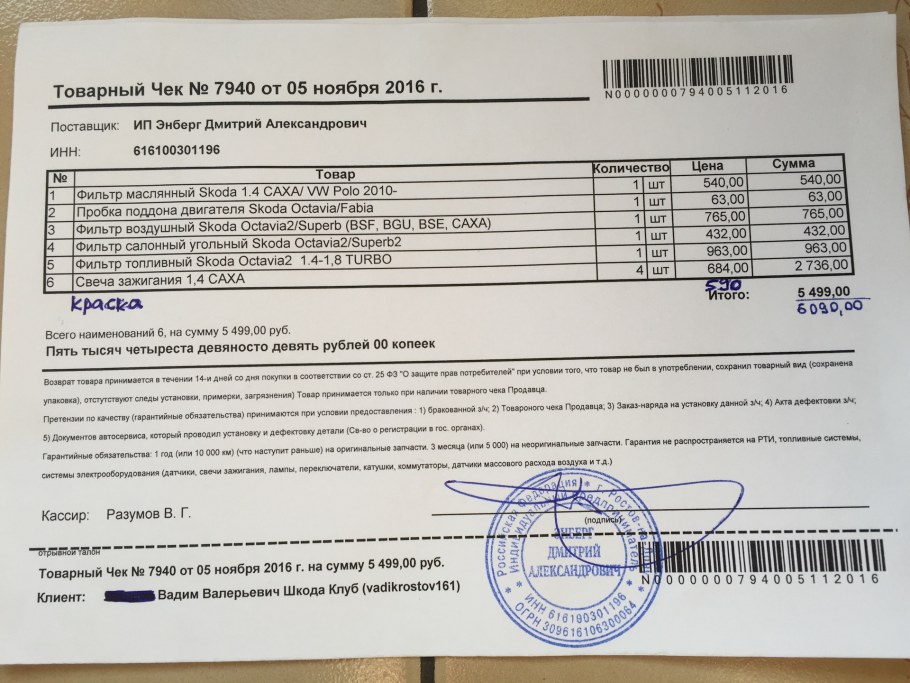 Товарный Чек № 7940 от 05 ноября 2016 г.
N0000000794005112016
Поставщик: ИП Энберг Дмитрий Александрович
ИНН: 616100301196
№ Товар Количество Цена Сумма
1 Фильтр маслянный Skoda 1.4 CAXA/ VW Polo 2010- 1 шт 540,00 540,00
2 Пробка поддона двигателя Skoda Octavia/Fabia 1 шт 63,00 63,00
3 Фильтр воздушный Skoda Octavia2/Superb (BSF, BGU, BSE, CAXA) 1 шт 765,00 765,00
4 Фильтр салонный угольный Skoda Octavia2/Superb2 1 шт 432,00 432,00
5 Фильтр топливный Skoda Octavia2 1.4-1,8 TURBO 1 шт 963,00 963,00
6 Свеча зажигания 1,4 CAXA 4 шт 684,00 2 736,00
краска 590
Итого: 5 499,00
6090,00
Всего наименований 6, на сумму 5 499,00 руб.
Пять тысяч четыреста девяносто девять рублей 00 копеек
Возврат товара принимается в течении 14-и дней со дня покупки в соответствии со ст. 25 ФЗ "О защите прав потребителей" при условии того, что товар не был в употреблении, сохранил товарный вид (сохранена
упаковка), отсутствуют следы установки, примерки, загрязнения) Товар принимается только при наличии товарного чека Продавца.
Претензии по качеству (гарантийные обязательства) принимаются при условии предоставления : 1) бракованной з/ч; 2) Товароного чека Продавца; 3) Заказ-наряда на установку данной з/ч; 4) Акта дефектовки з/ч;
5) Документов автосервиса, который проводил установку и дефектовку детали (Св-во о регистрации в гос. органах).
Гарантийные обязательства: 1 год (или 10 000 км) (что наступит раньше) на оригинальные запчасти. 3 месяца (или 5 000) на неоригинальные запчасти. Гарантия не распространяется на РТИ, топливные системы,
системы электрооборудования (датчики, свечи зажигания, лампы, переключатели, катушки, коммутаторы, датчики массового расхода воздуха и т.д.)
Кассир: Разумов В. Г.
(подпись)
Российская Федерация * г. Ростов-на-Дону
Индивидуальный предприниматель
ЭНБЕРГ
ДМИТРИЙ
АЛЕКСАНДРОВИЧ
ИНН 616100301196
ОГРН 309616106300064
отрывной талон
Товарный Чек № 7940 от 05 ноября 2016 г. на сумму 5 499,00 руб.
N0000000794005112016
Клиент: Вадим Валерьевич Шкода Клуб (vadikrostov161)